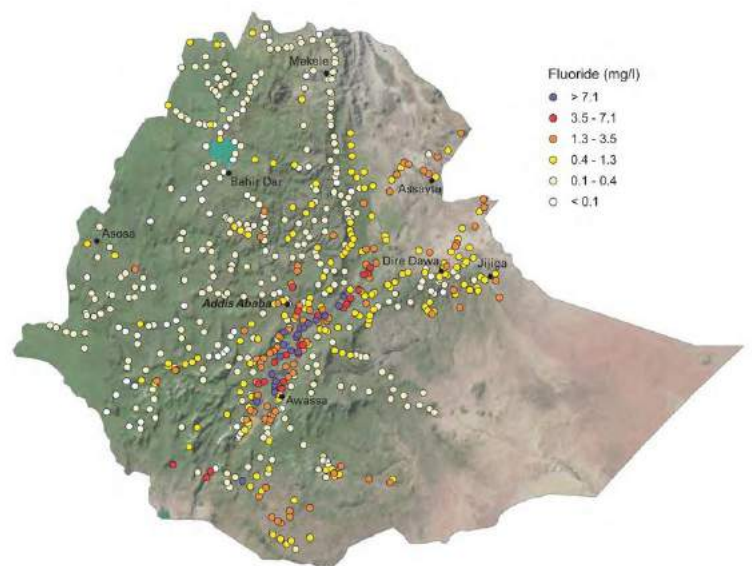 Mekele
Fluoride (mg/l)
> 7.1
3.5 - 7.1
1.3 - 3.5
0.4 - 1.3
0.1 - 0.4
< 0.1
Bahir Dar
Assayta
Asosa
Dire Dawa
Jijiga
Addis Ababa
Awassa